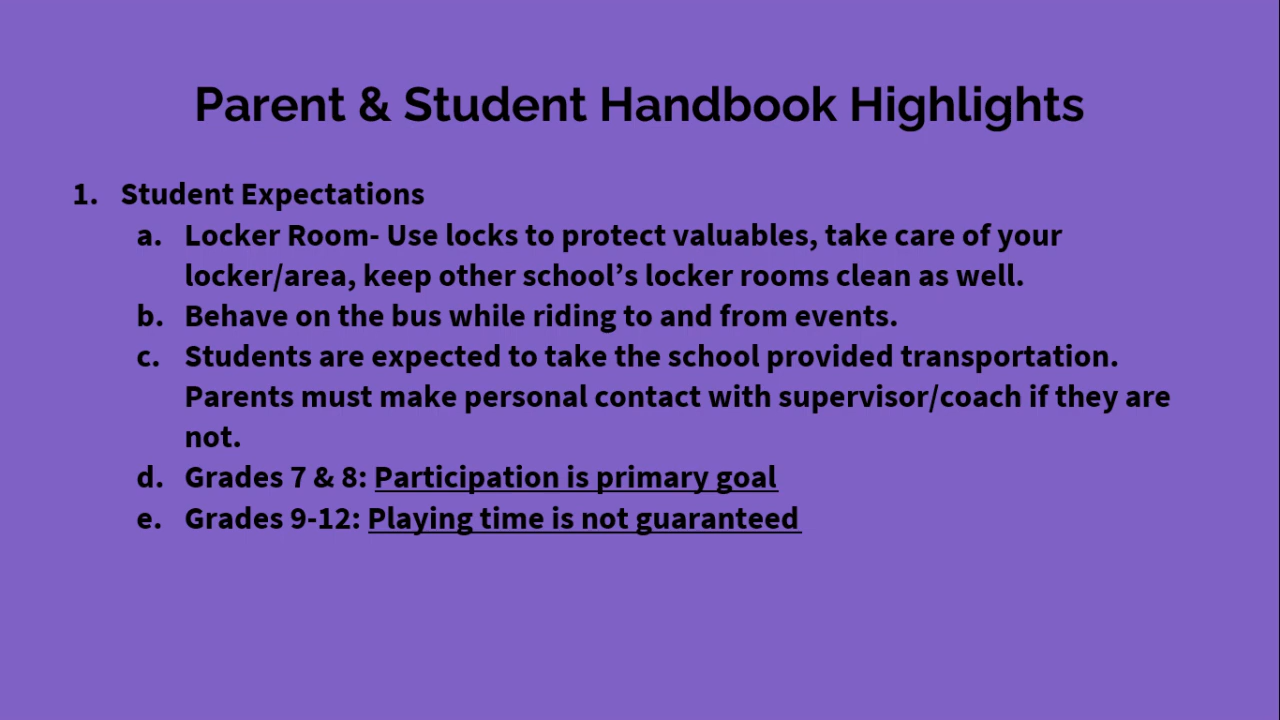 Parent & Student Handbook Highlights
1. Student Expectations
a. Locker Room- Use locks to protect valuables, take care of your
locker/area, keep other school’s locker rooms clean as well.
b. Behave on the bus while riding to and from events.
c. Students are expected to take the school provided transportation.
Parents must make personal contact with supervisor/coach if they are
not.
d. Grades 7 & 8: Participation is primary goal
e. Grades 9-12: Playing time is not guaranteed